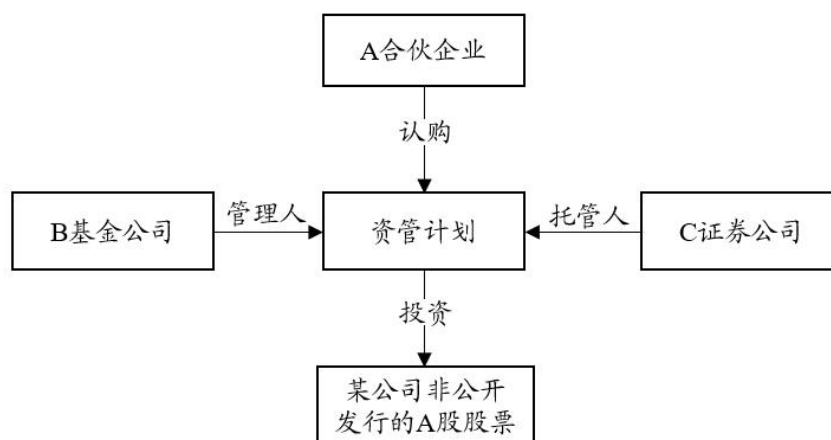 A合伙企业
认购
B基金公司
管理人
资管计划
托管人
C证券公司
投资
某公司非公开
发行的A股股票